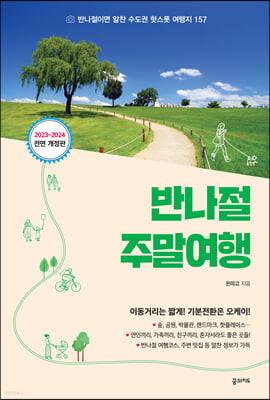 반나절이면 알찬 수도권 핫스폿 여행지 157
2023~2024
전면 개정판
반나절
주말여행
끈띠고 지음
이동거리는 짧게! 기분전환은 오케이!
♥ 숲, 공원, 박물관, 랜드마크, 핫플레이스…
♥ 연인끼리, 가족끼리, 친구끼리, 혼자서라도 좋은 곳들!
♥ 반나절 여행코스, 주변 맛집 등 알찬 정보가 가득
꿈의지도